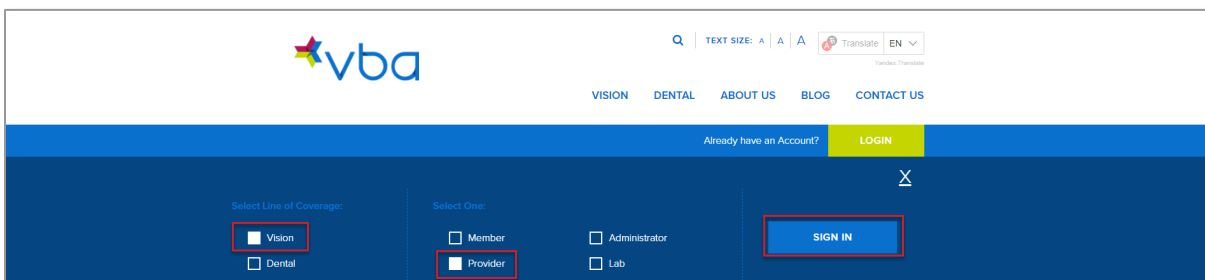 vba
TEXT SIZE: A A A
Translate EN
Yandex.Translate
VISION DENTAL ABOUT US BLOG CONTACT US
Already have an Account? LOGIN
X
Select Line of Coverage: Select One:
Vision Member Administrator SIGN IN
Dental Provider Lab